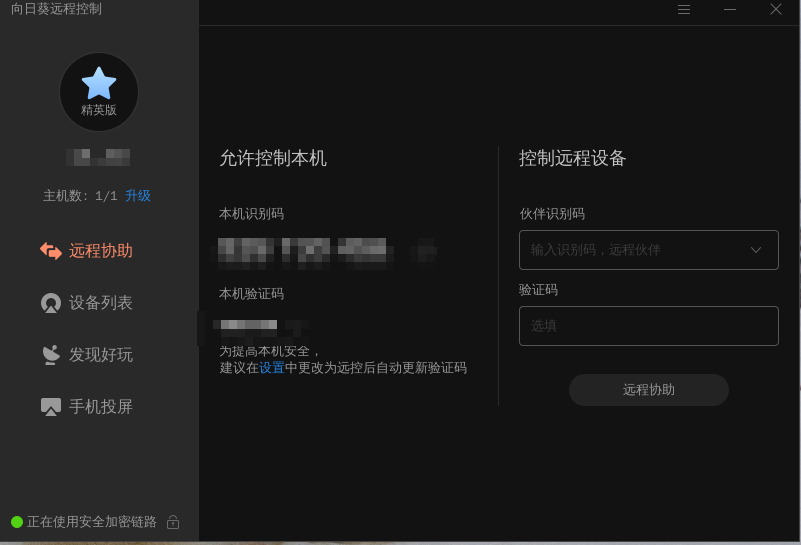 向日葵远程控制
精英版
主机数: 1/1 升级
远程协助
设备列表
发现好玩
手机投屏
正在使用安全加密链路
允许控制本机
本机识别码
本机验证码
为提高本机安全，
建议在设置中更改为远控后自动更新验证码
控制远程设备
伙伴识别码
输入识别码，远程伙伴
验证码
选填
远程协助